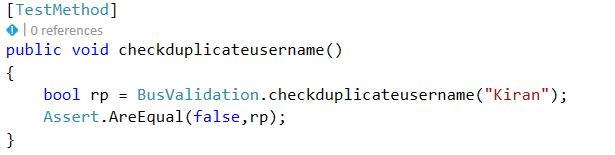 [TestMethod]
| 0 references
public void checkduplicateusername()
{
    bool rp = BusValidation.checkduplicateusername("Kiran");
    Assert.AreEqual(false,rp);
}